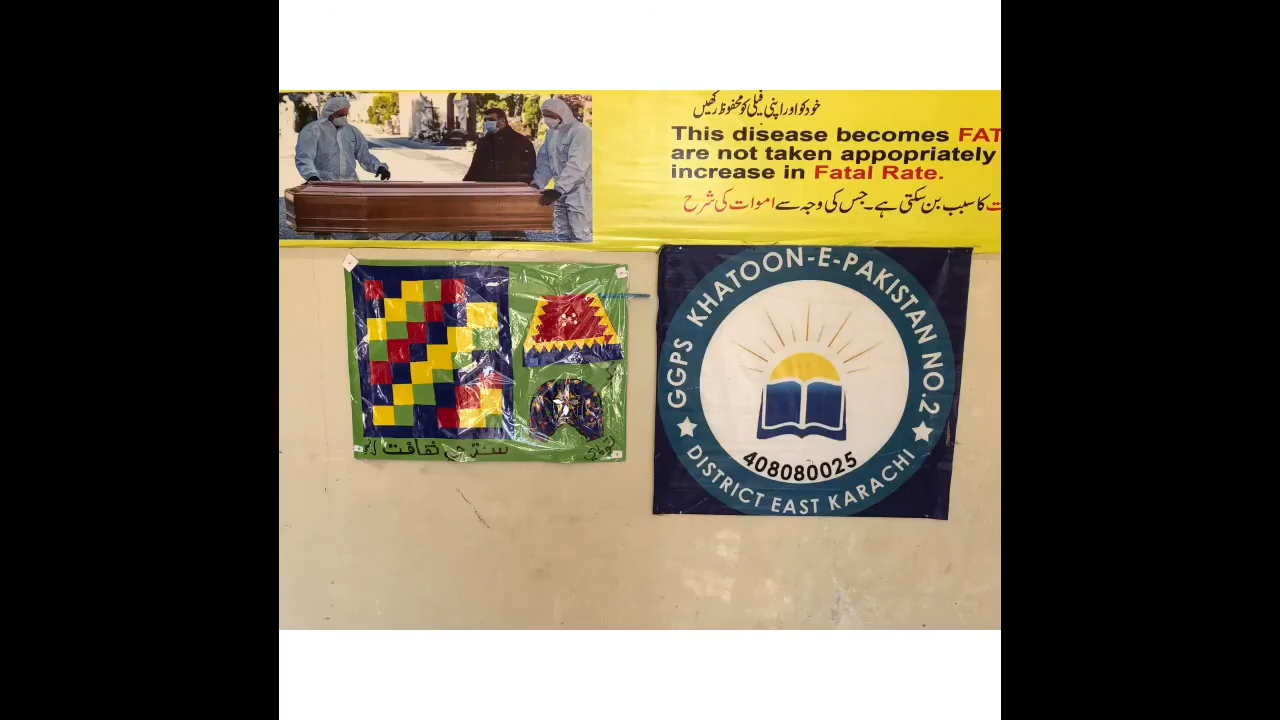 خود کو اور اپنی فیملی کو محفوظ رکھیں
This disease becomes FAT
are not taken appopriately
increase in Fatal Rate.
کا سبب بن سکتی ہے۔ جس کی وجہ سے اموات کی شرح
ثقافت
ٽوپي
GGPS KHATOON-E-PAKISTAN NO.2
408080025
DISTRICT EAST KARACHI